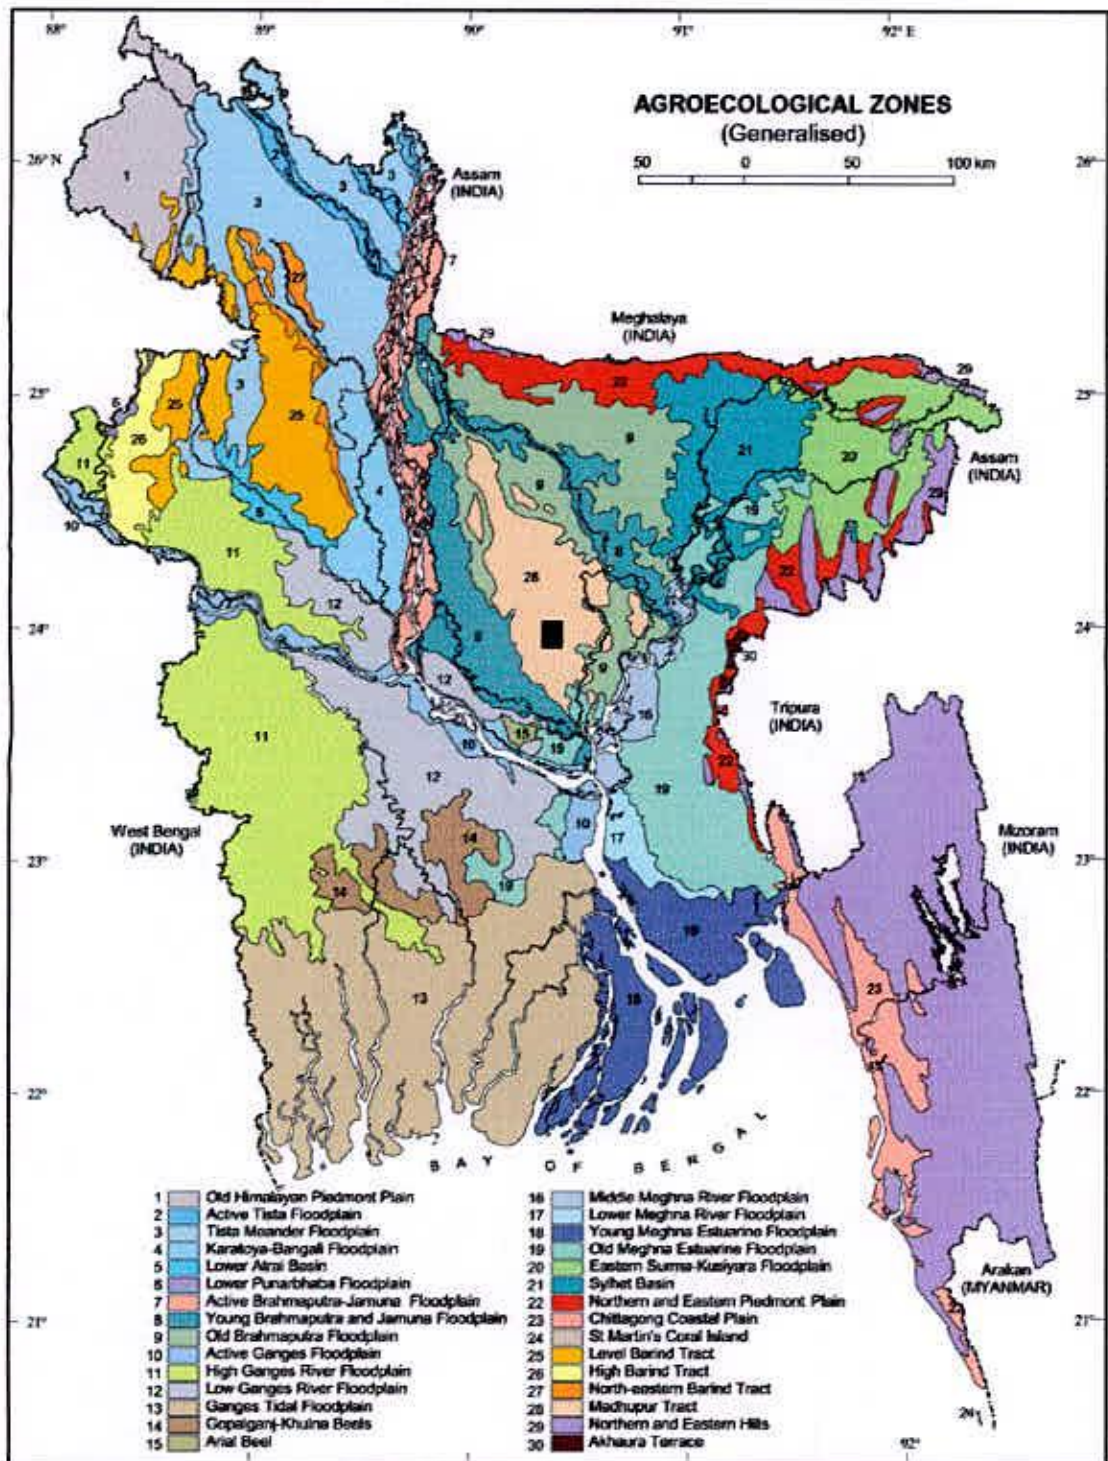 88° 89° 90° 91° 92° E
AGROECOLOGICAL ZONES
(Generalised)
50 0 50 100 km
26° N
26°
Assam
(INDIA)
Meghalaya
(INDIA)
25°
25°
Assam
(INDIA)
24°
24°
Tripura
(INDIA)
West Bengal
(INDIA)
Mizoram
(INDIA)
23°
23°
22°
22°
BAY OF BERGAL
Arakan
(MYANMAR)
21°
21°
92°
1 Old Himalayan Piedmont Plain
2 Active Tista Floodplain
3 Tista Meander Floodplain
4 Karatoya-Bangali Floodplain
5 Lower Atrai Basin
6 Lower Punarbhaba Floodplain
7 Active Brahmaputra-Jamuna Floodplain
8 Young Brahmaputra and Jamuna Floodplain
9 Old Brahmaputra Floodplain
10 Active Ganges Floodplain
11 High Ganges River Floodplain
12 Low Ganges River Floodplain
13 Ganges Tidal Floodplain
14 Gopalganj-Khulna Beels
15 Arial Beel
16 Middle Meghna River Floodplain
17 Lower Meghna River Floodplain
18 Young Meghna Estuarine Floodplain
19 Old Meghna Estuarine Floodplain
20 Eastern Surma-Kusiyara Floodplain
21 Sylhet Basin
22 Northern and Eastern Piedmont Plain
23 Chittagong Coastal Plain
24 St Martin's Coral Island
25 Level Barind Tract
26 High Barind Tract
27 North-eastern Barind Tract
28 Madhupur Tract
29 Northern and Eastern Hills
30 Akhaura Terrace